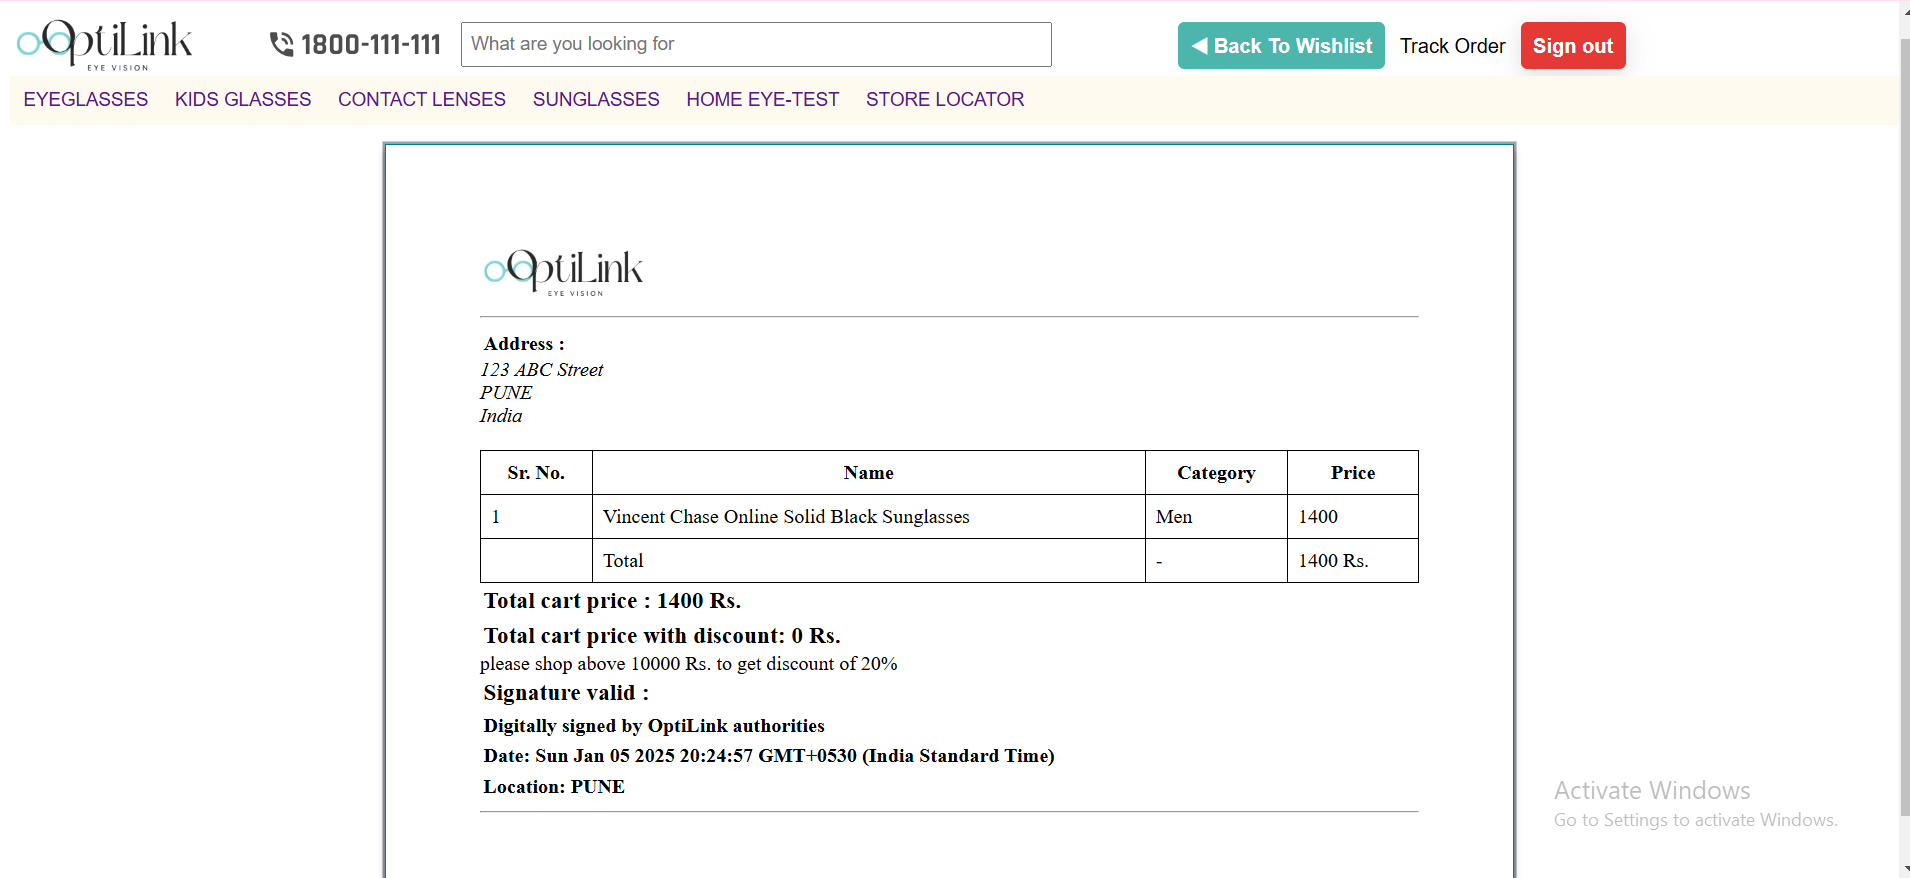 OptiLink
EYE VISION
1800-111-111
What are you looking for
Back To Wishlist
Track Order
Sign out
EYEGLASSES
KIDS GLASSES
CONTACT LENSES
SUNGLASSES
HOME EYE-TEST
STORE LOCATOR
OptiLink
EYE VISION
Address :
123 ABC Street
PUNE
India
Sr. No. Name Category Price
1 Vincent Chase Online Solid Black Sunglasses Men 1400
Total - 1400 Rs.
Total cart price : 1400 Rs.
Total cart price with discount: 0 Rs.
please shop above 10000 Rs. to get discount of 20%
Signature valid :
Digitally signed by OptiLink authorities
Date: Sun Jan 05 2025 20:24:57 GMT+0530 (India Standard Time)
Location: PUNE
Activate Windows
Go to Settings to activate Windows.